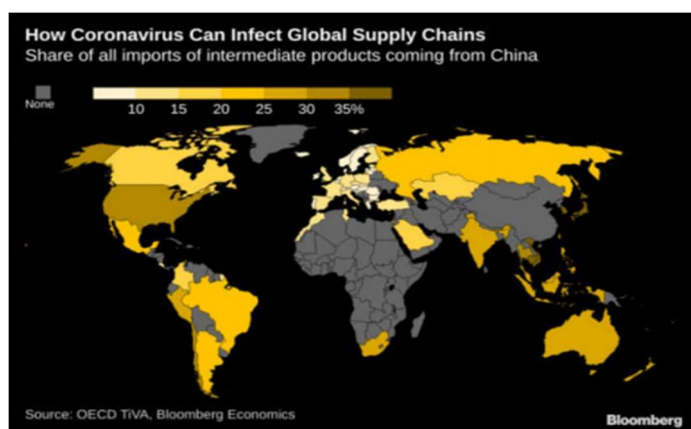 How Coronavirus Can Infect Global Supply Chains
Share of all imports of intermediate products coming from China
None
10 15 20 25 30 35%
Source: OECD TiVA, Bloomberg Economics
Bloomberg